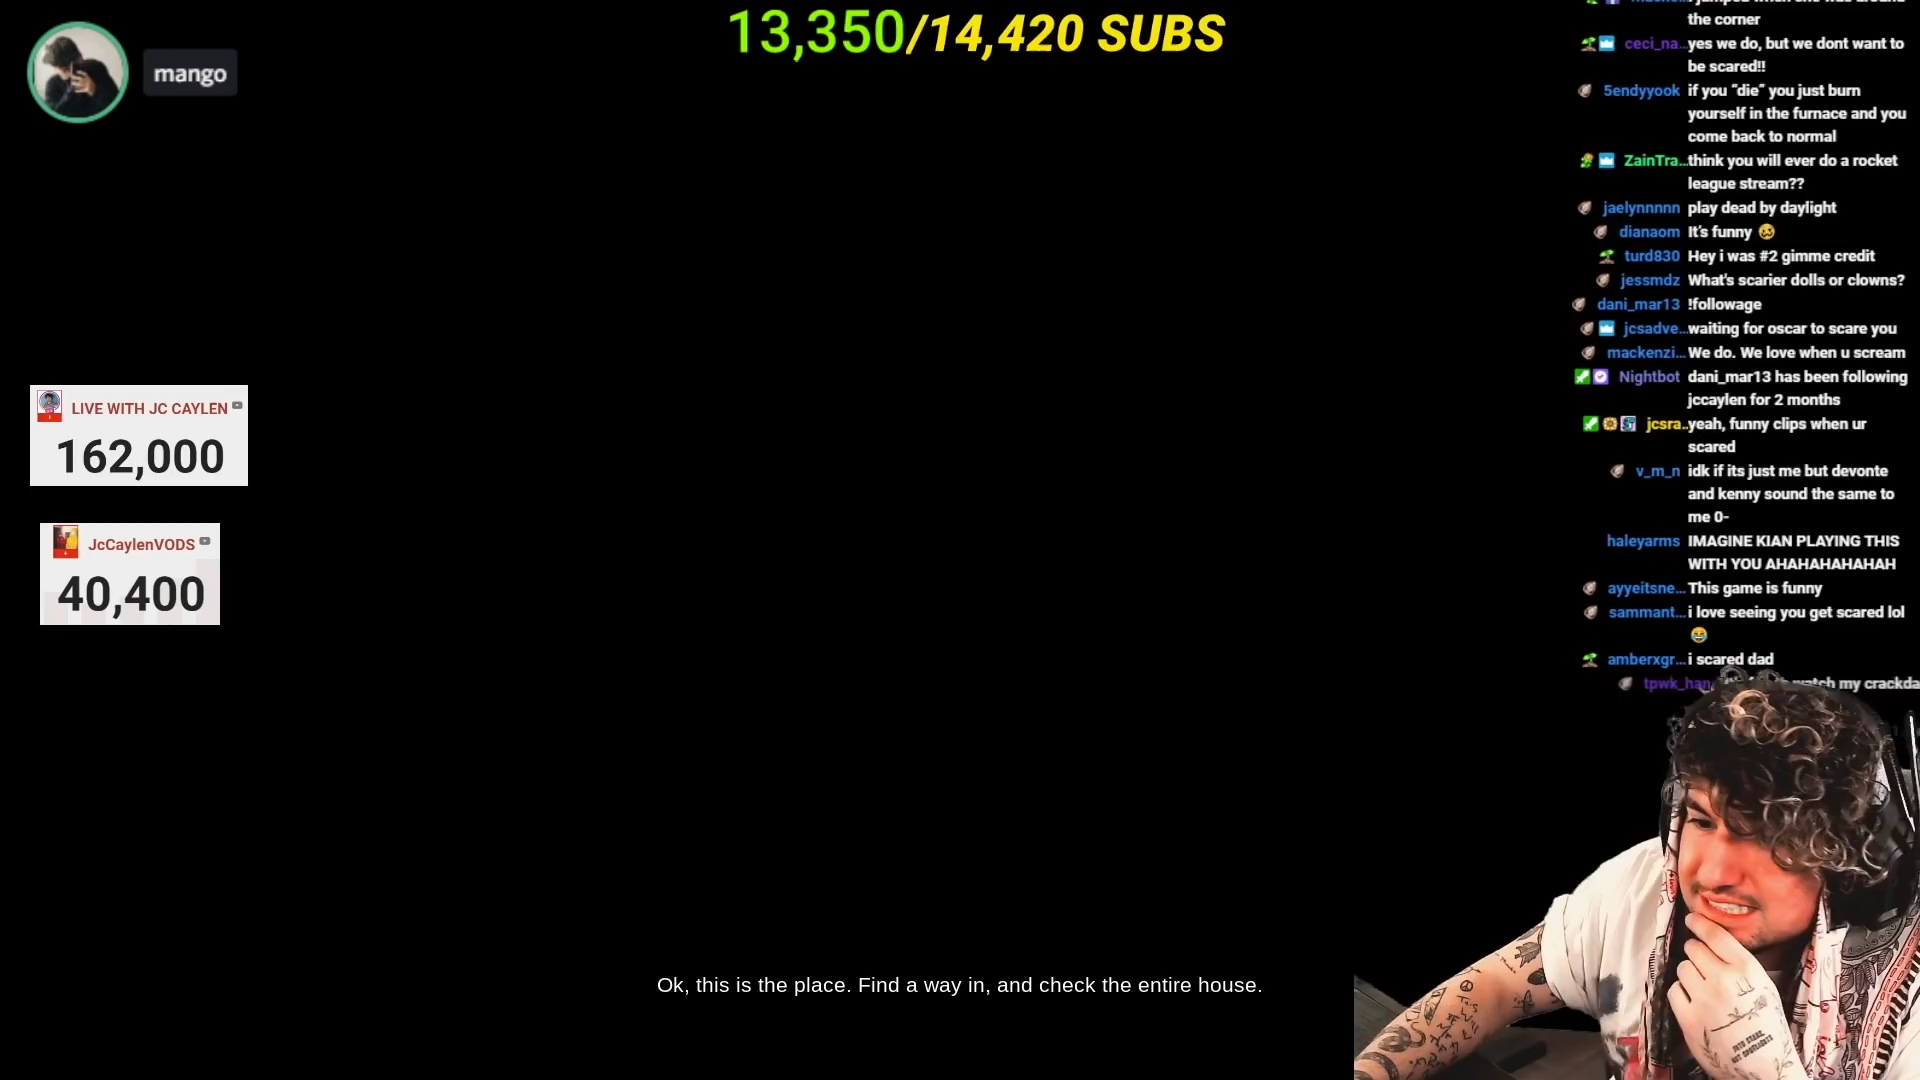 13,350/14,420 SUBS
mango
LIVE WITH JC CAYLEN
162,000
JcCaylenVODS
40,400
the corner
ceci_na… yes we do, but we dont want to
be scared!!
5endyyook if you “die” you just burn
yourself in the furnace and you
come back to normal
ZainTra… think you will ever do a rocket
league stream??
jaelynnnnn play dead by daylight
dianaom It’s funny 🥴
turd830 Hey i was #2 gimme credit
jessmdz What's scarier dolls or clowns?
dani_mar13 !followage
jcsadve… waiting for oscar to scare you
mackenzi… We do. We love when u scream
Nightbot dani_mar13 has been following
jccaylen for 2 months
jcsra… yeah, funny clips when ur
scared
v_m_n idk if its just me but devonte
and kenny sound the same to
me 0-
haleyarms IMAGINE KIAN PLAYING THIS
WITH YOU AHAHAHAHAHAH
ayyeitsne… This game is funny
sammant… i love seeing you get scared lol
😂
amberxgr… i scared dad
tpwk_han watch my crackda
Ok, this is the place. Find a way in, and check the entire house.